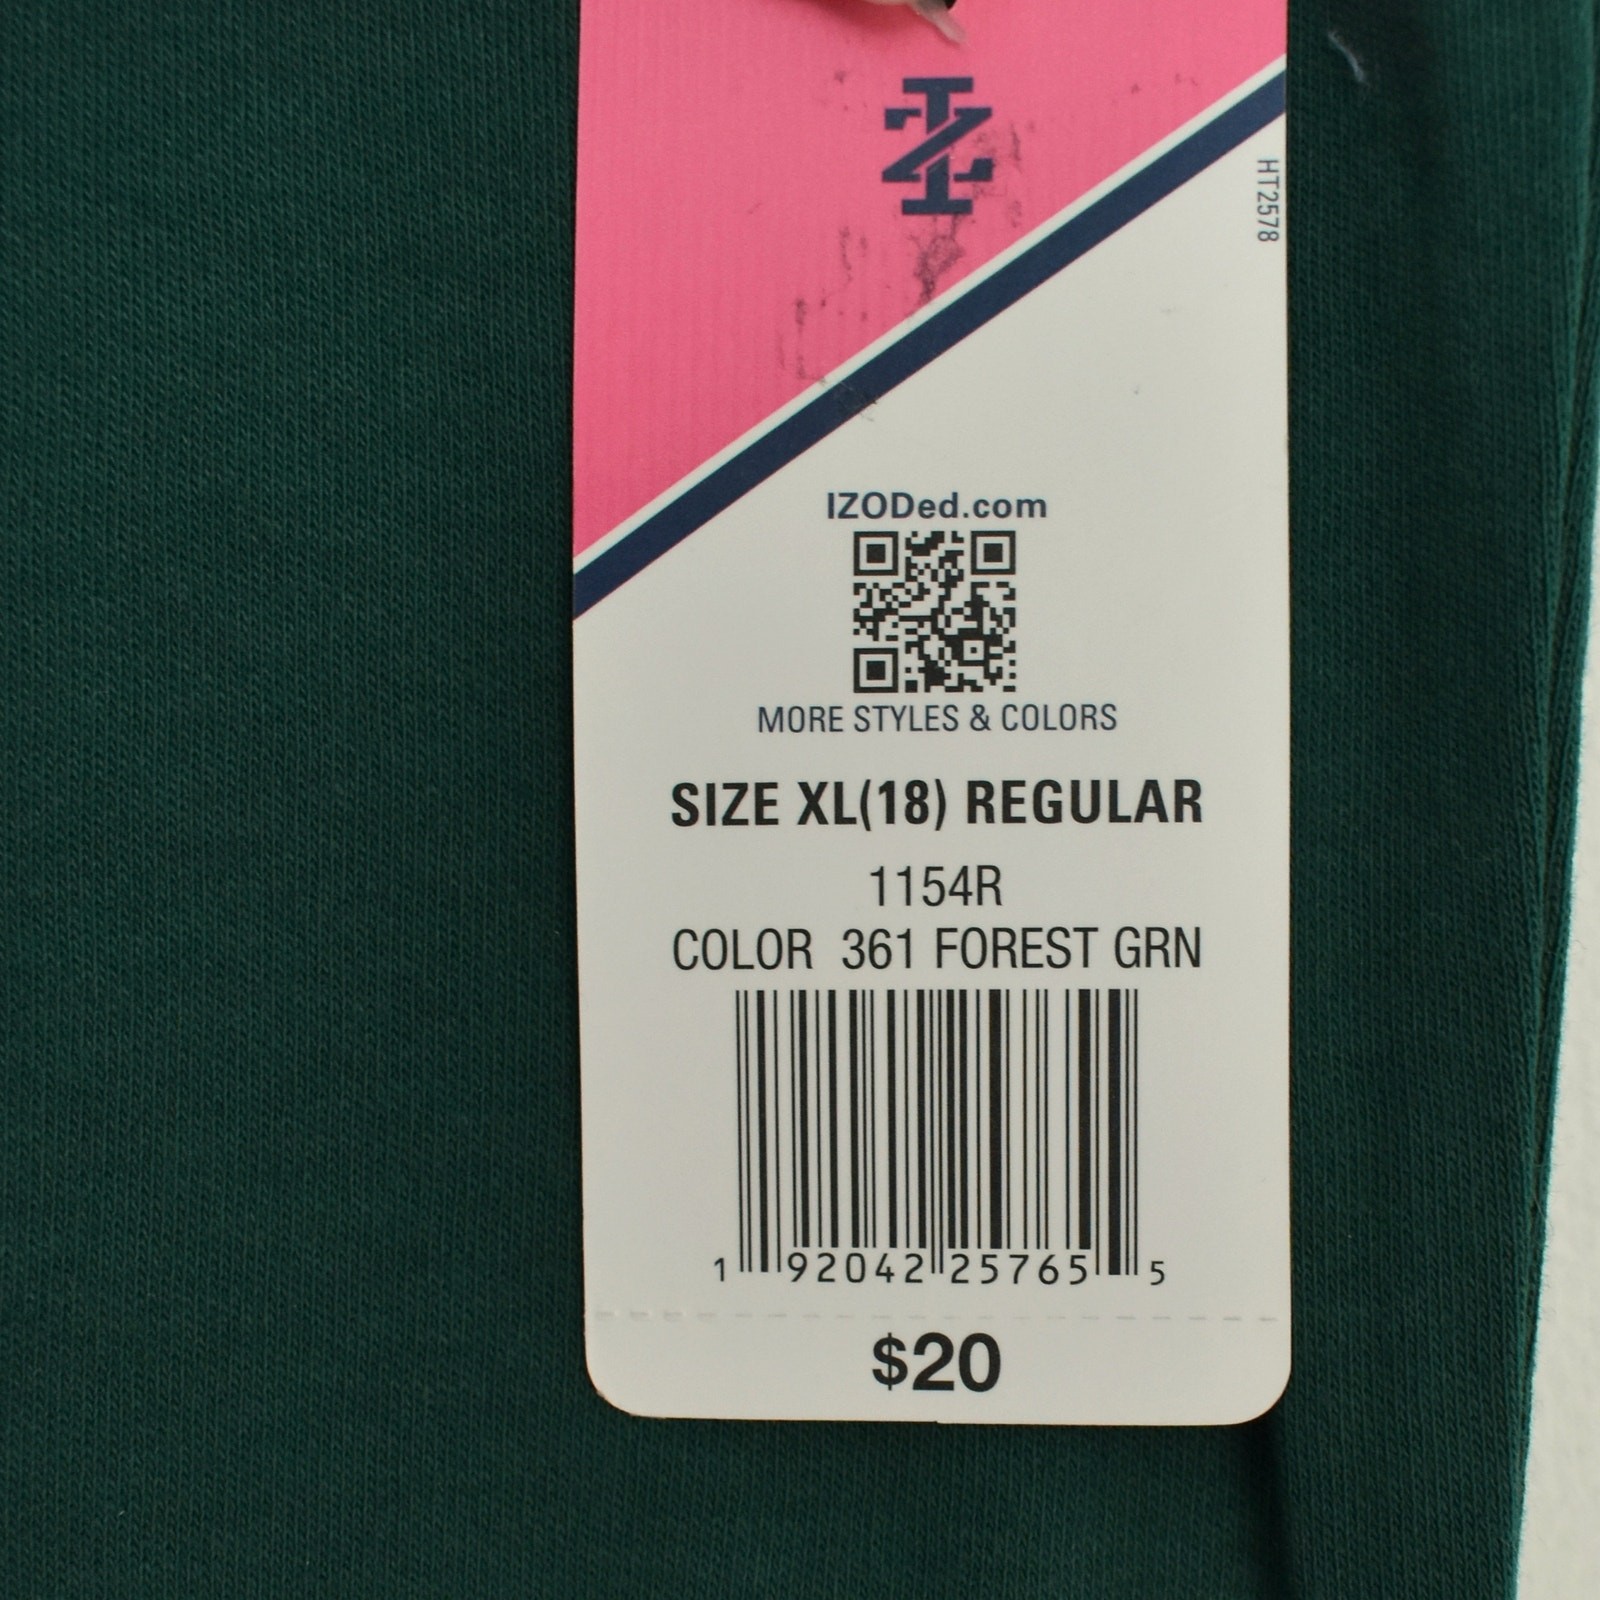 IZ
HT2578
IZODed.com
MORE STYLES & COLORS
SIZE XL(18) REGULAR
1154R
COLOR 361 FOREST GRN
1 92042 25765 5
$20